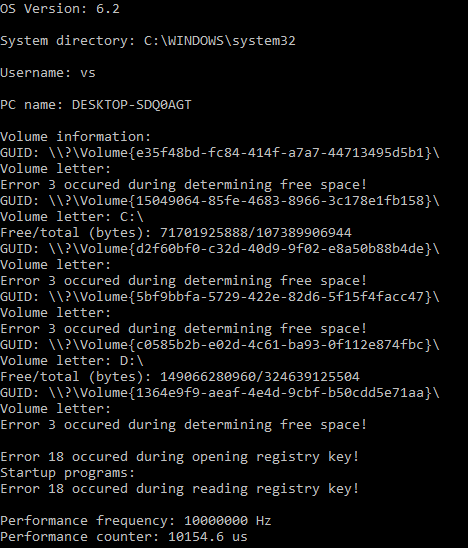 OS Version: 6.2
System directory: C:\WINDOWS\system32
Username: vs
PC name: DESKTOP-SDQ0AGT
Volume information:
GUID: \\?\Volume{e35f48bd-fc84-414f-a7a7-44713495d5b1}\
Volume letter:
Error 3 occured during determining free space!
GUID: \\?\Volume{15049064-85fe-4683-8966-3c178e1fb158}\
Volume letter: C:\
Free/total (bytes): 71701925888/107389906944
GUID: \\?\Volume{d2f60bf0-c32d-40d9-9f02-e8a50b88b4de}\
Volume letter:
Error 3 occured during determining free space!
GUID: \\?\Volume{5bf9bbfa-5729-422e-82d6-5f15f4facc47}\
Volume letter:
Error 3 occured during determining free space!
GUID: \\?\Volume{c0585b2b-e02d-4c61-ba93-0f112e874fbc}\
Volume letter: D:\
Free/total (bytes): 149066280960/324639125504
GUID: \\?\Volume{1364e9f9-aeaf-4e4d-9cbf-b50cdd5e71aa}\
Volume letter:
Error 3 occured during determining free space!
Error 18 occured during opening registry key!
Startup programs:
Error 18 occured during reading registry key!
Performance frequency: 10000000 Hz
Performance counter: 10154.6 us